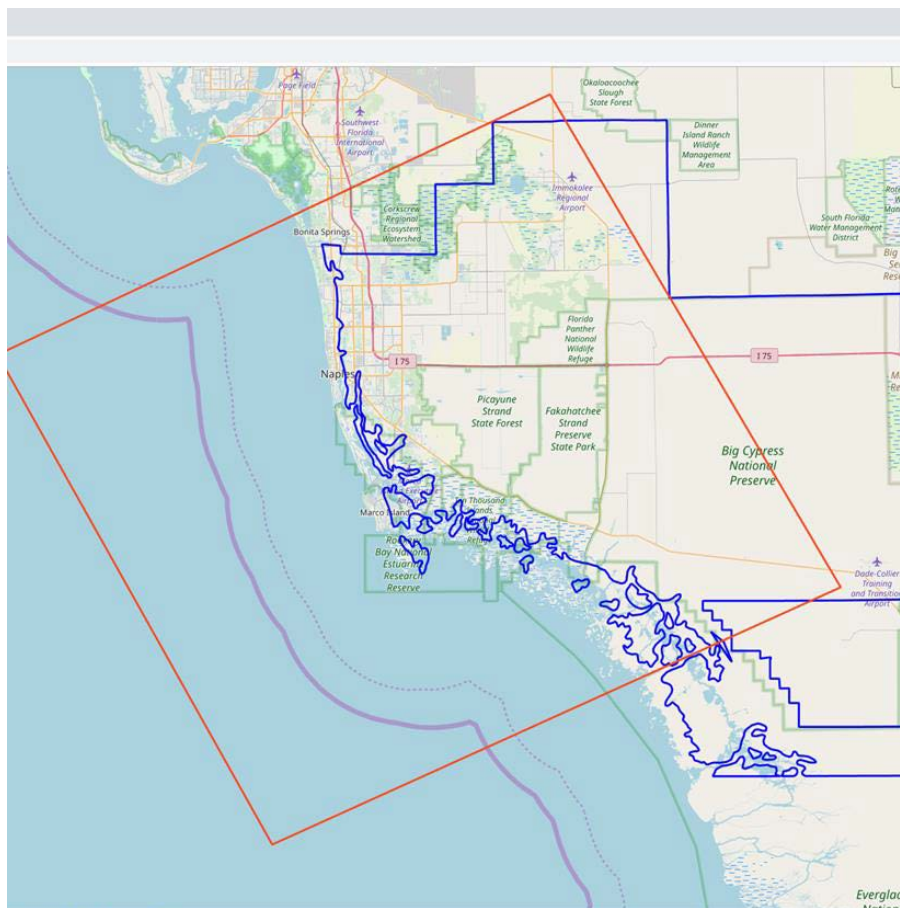 Page Field
Southwest
Florida
International
Airport
Okaloacoochee
Slough
State Forest
Dinner
Island Ranch
Wildlife
Management
Area
Immokalee
Regional
Airport
Corkscrew
Regional
Ecosystem
Watershed
South Florida
Water Management
District
Bonita Springs
Big
Florida
Panther
National
Wildlife
Refuge
I 75
I 75
Naples
Picayune
Strand
State Forest
Fakahatchee
Strand
Preserve
State Park
Big Cypress
National
Preserve
Marco Island
Thousand
Bay National
Estuarine
Research
Reserve
Dade-Collier
Training
and Transition
Airport
Everglad